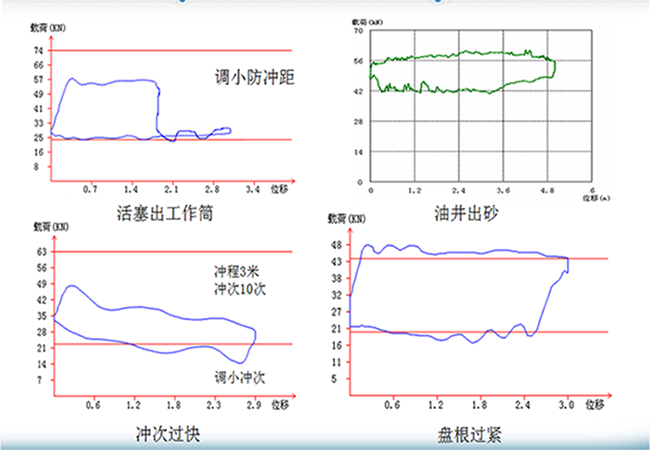 载荷(KN)
74
66
57
49
41
33
25
16
8
调小防冲距
0.7 1.4 2.1 2.8 3.4 位移
活塞出工作筒
载荷(kN)
70
56
42
28
14
0
0 1.2 2.4 3.6 4.8 6
位移(m)
油井出砂
载荷(KN)
63
56
49
42
35
28
21
14
7
冲程3米
冲次10次
调小冲次
0.6 1.2 1.7 2.3 2.9 位移
冲次过快
载荷(KN)
48
43
38
32
27
21
16
11
5
0.6 1.2 1.8 2.4 3.0 位移
盘根过紧